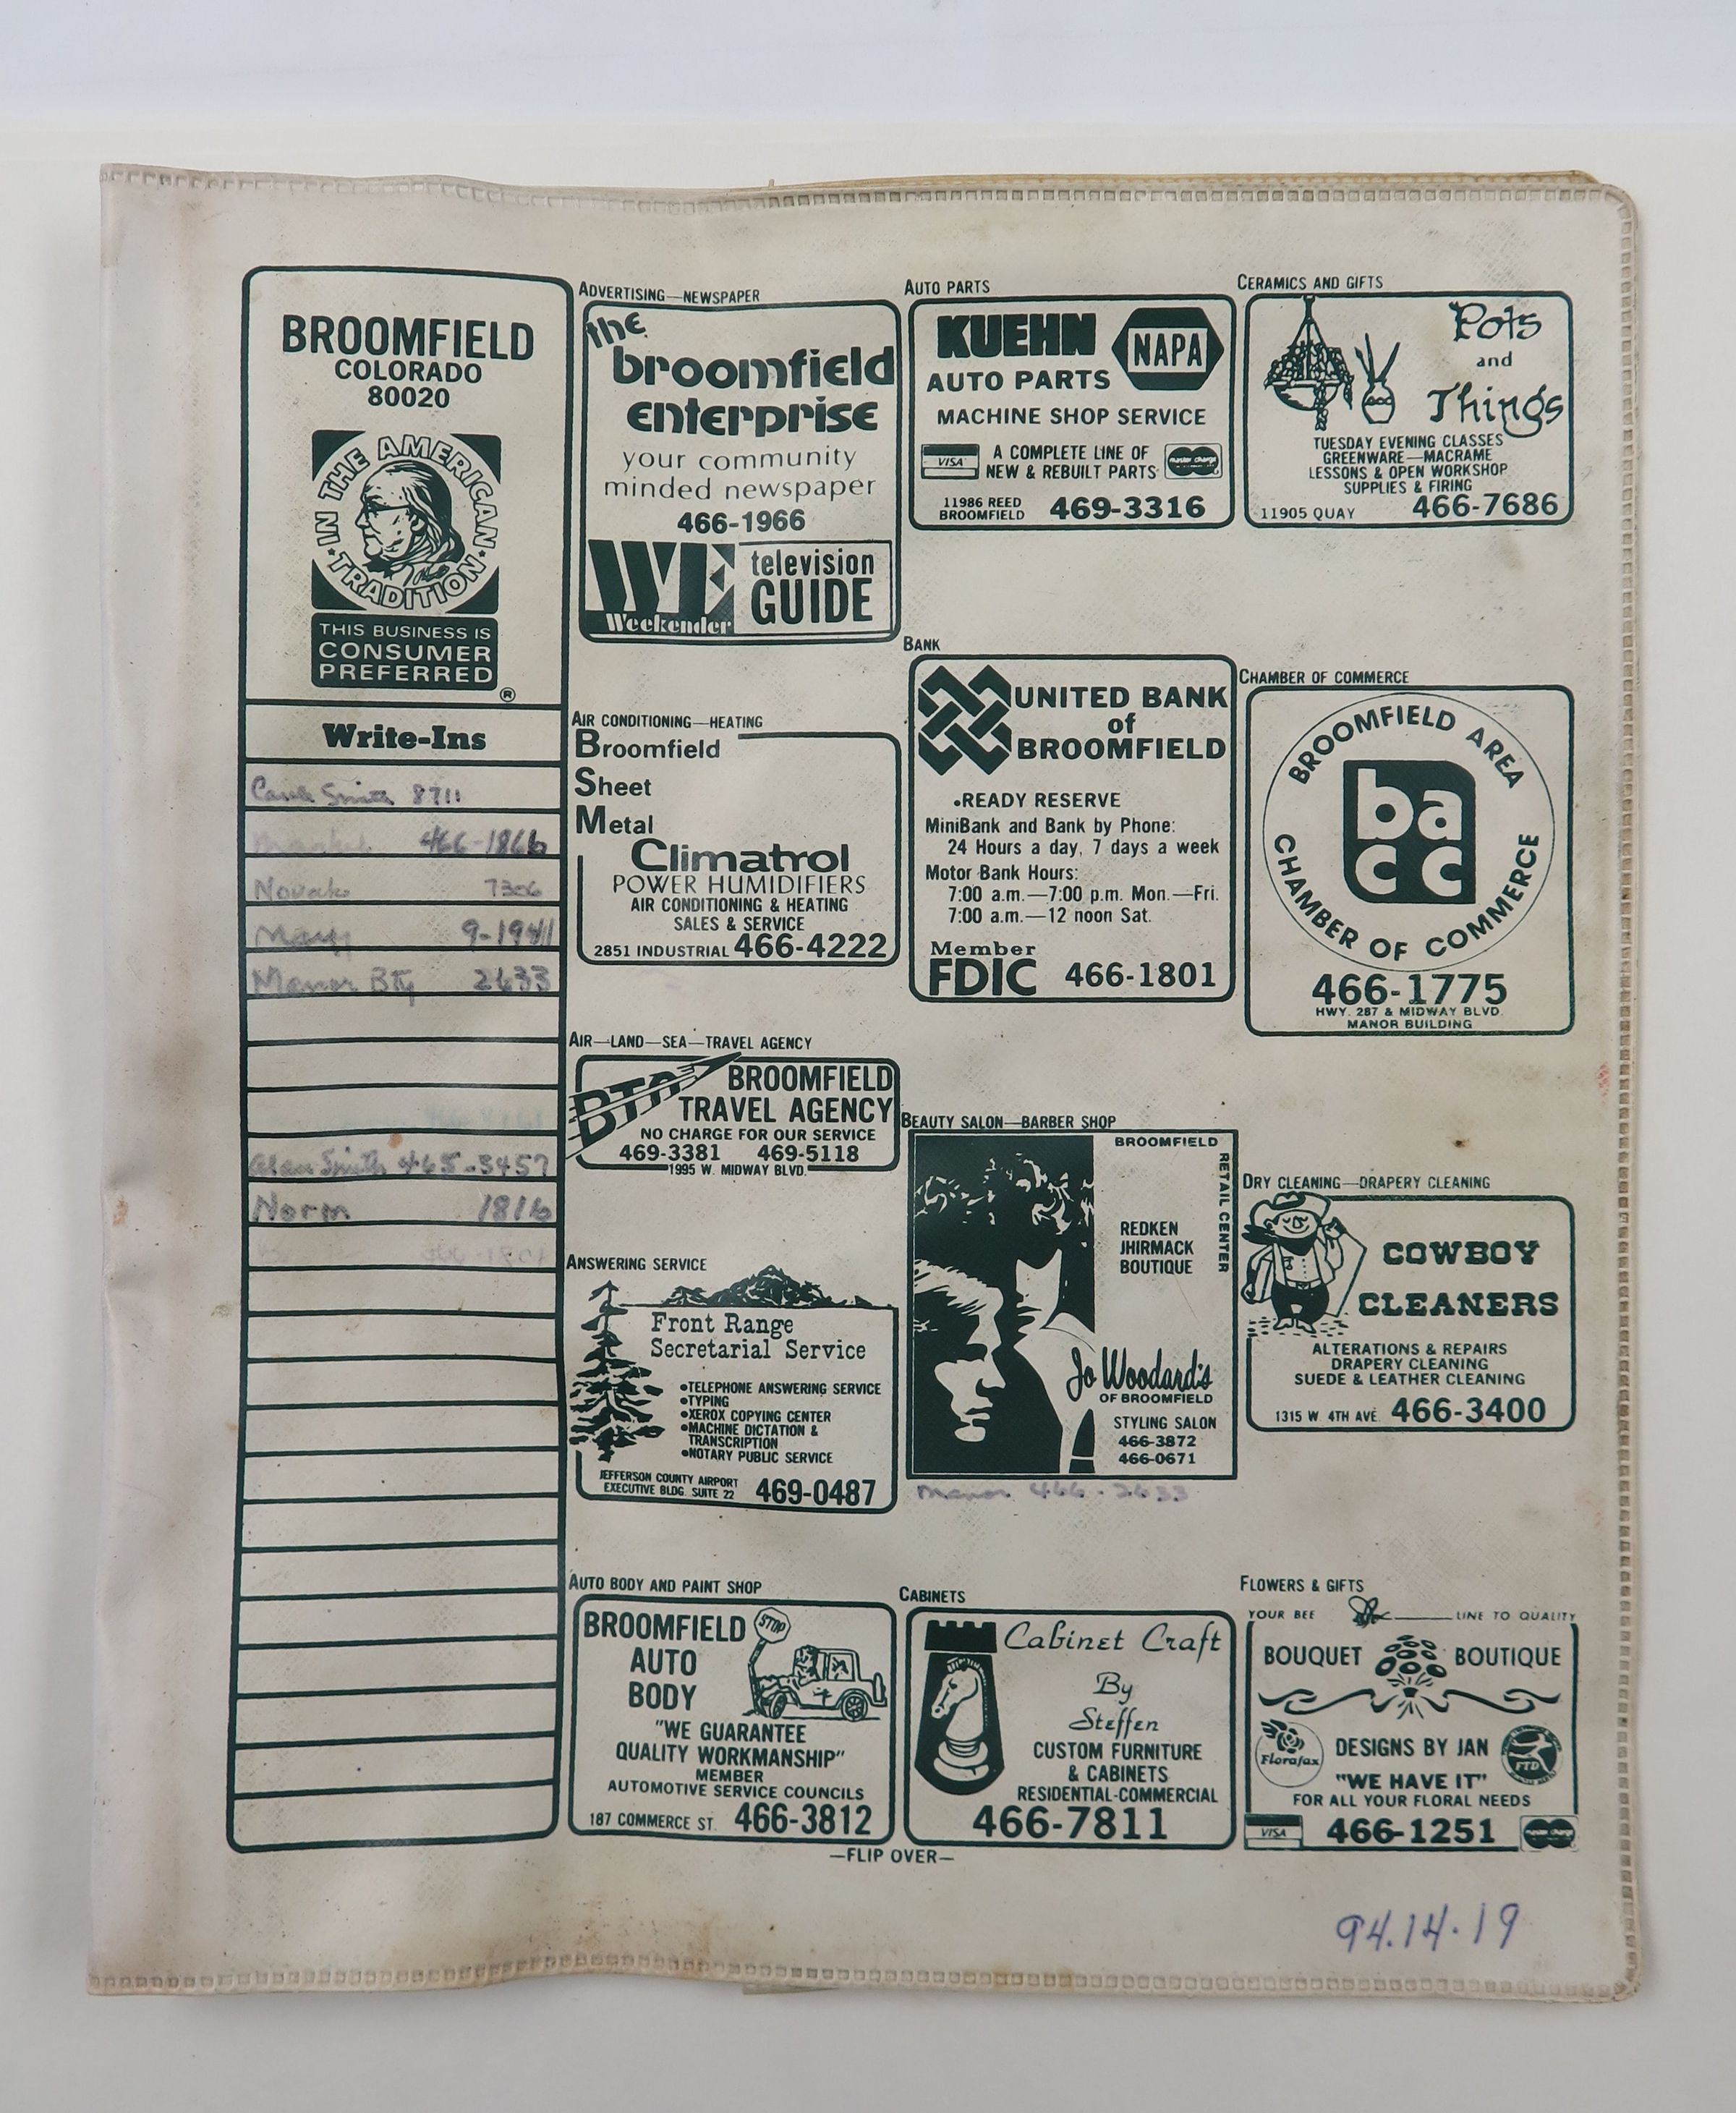 BROOMFIELD
COLORADO
80020
IN THE AMERICAN
TRADITION
THIS BUSINESS IS
CONSUMER
PREFERRED
®
Write-Ins
Smith 8711
466-1866
Novak 7306
Mary 9-1941
Manor Bty 2633
Alan Smith 465-3457
Norm 1816
ADVERTISING—NEWSPAPER
the
broomfield
enterprise
your community
minded newspaper
466-1966
WE
Weekender
television
GUIDE
AIR CONDITIONING—HEATING
Broomfield
Sheet
Metal
Climatrol
POWER HUMIDIFIERS
AIR CONDITIONING & HEATING
SALES & SERVICE
2851 INDUSTRIAL 466-4222
AIR—LAND—SEA—TRAVEL AGENCY
BTA
BROOMFIELD
TRAVEL AGENCY
NO CHARGE FOR OUR SERVICE
469-3381 469-5118
1995 W. MIDWAY BLVD.
ANSWERING SERVICE
Front Range
Secretarial Service
•TELEPHONE ANSWERING SERVICE
•TYPING
•XEROX COPYING CENTER
•MACHINE DICTATION &
TRANSCRIPTION
•NOTARY PUBLIC SERVICE
JEFFERSON COUNTY AIRPORT
EXECUTIVE BLDG. SUITE 22 469-0487
AUTO BODY AND PAINT SHOP
BROOMFIELD
AUTO
BODY
STOP
"WE GUARANTEE
QUALITY WORKMANSHIP"
MEMBER
AUTOMOTIVE SERVICE COUNCILS
187 COMMERCE ST. 466-3812
AUTO PARTS
KUEHN
NAPA
AUTO PARTS
MACHINE SHOP SERVICE
VISA
A COMPLETE LINE OF
NEW & REBUILT PARTS
master charge
11986 REED
BROOMFIELD 469-3316
BANK
UNITED BANK
of
BROOMFIELD
•READY RESERVE
MiniBank and Bank by Phone:
24 Hours a day, 7 days a week
Motor Bank Hours:
7:00 a.m.—7:00 p.m. Mon.—Fri.
7:00 a.m.—12 noon Sat.
Member
FDIC 466-1801
BEAUTY SALON—BARBER SHOP
BROOMFIELD
RETAIL CENTER
REDKEN
JHIRMACK
BOUTIQUE
Jo Woodard's
OF BROOMFIELD
STYLING SALON
466-3872
466-0671
Manor 466-2633
CABINETS
Cabinet Craft
By
Steffen
CUSTOM FURNITURE
& CABINETS
RESIDENTIAL-COMMERCIAL
466-7811
CERAMICS AND GIFTS
Pots
and
Things
TUESDAY EVENING CLASSES
GREENWARE—MACRAME
LESSONS & OPEN WORKSHOP
SUPPLIES & FIRING
11905 QUAY 466-7686
CHAMBER OF COMMERCE
BROOMFIELD AREA
ba
cc
CHAMBER OF COMMERCE
466-1775
HWY. 287 & MIDWAY BLVD.
MANOR BUILDING
DRY CLEANING—DRAPERY CLEANING
COWBOY
CLEANERS
ALTERATIONS & REPAIRS
DRAPERY CLEANING
SUEDE & LEATHER CLEANING
1315 W. 4TH AVE. 466-3400
FLOWERS & GIFTS
YOUR BEE LINE TO QUALITY
BOUQUET BOUTIQUE
Florafax
DESIGNS BY JAN
FTD
"WE HAVE IT"
FOR ALL YOUR FLORAL NEEDS
VISA
466-1251
master charge
—FLIP OVER—
94.14.19